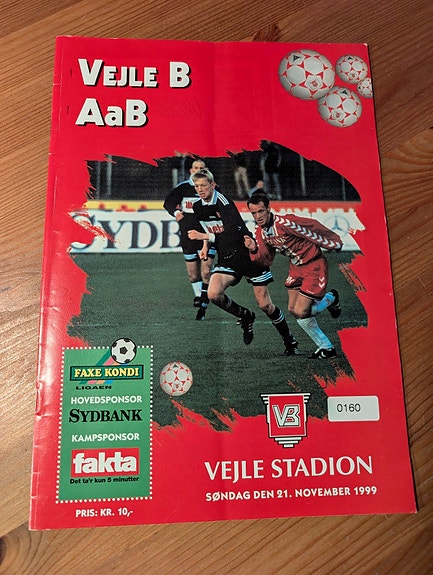 VEJLE B
AaB
SYDB
FAXE KONDI
LIGAEN
HOVEDSPONSOR
SYDBANK
KAMPSPONSOR
fakta
Det ta'r kun 5 minutter
PRIS: KR. 10,-
VB
0160
VEJLE STADION
SØNDAG DEN 21. NOVEMBER 1999